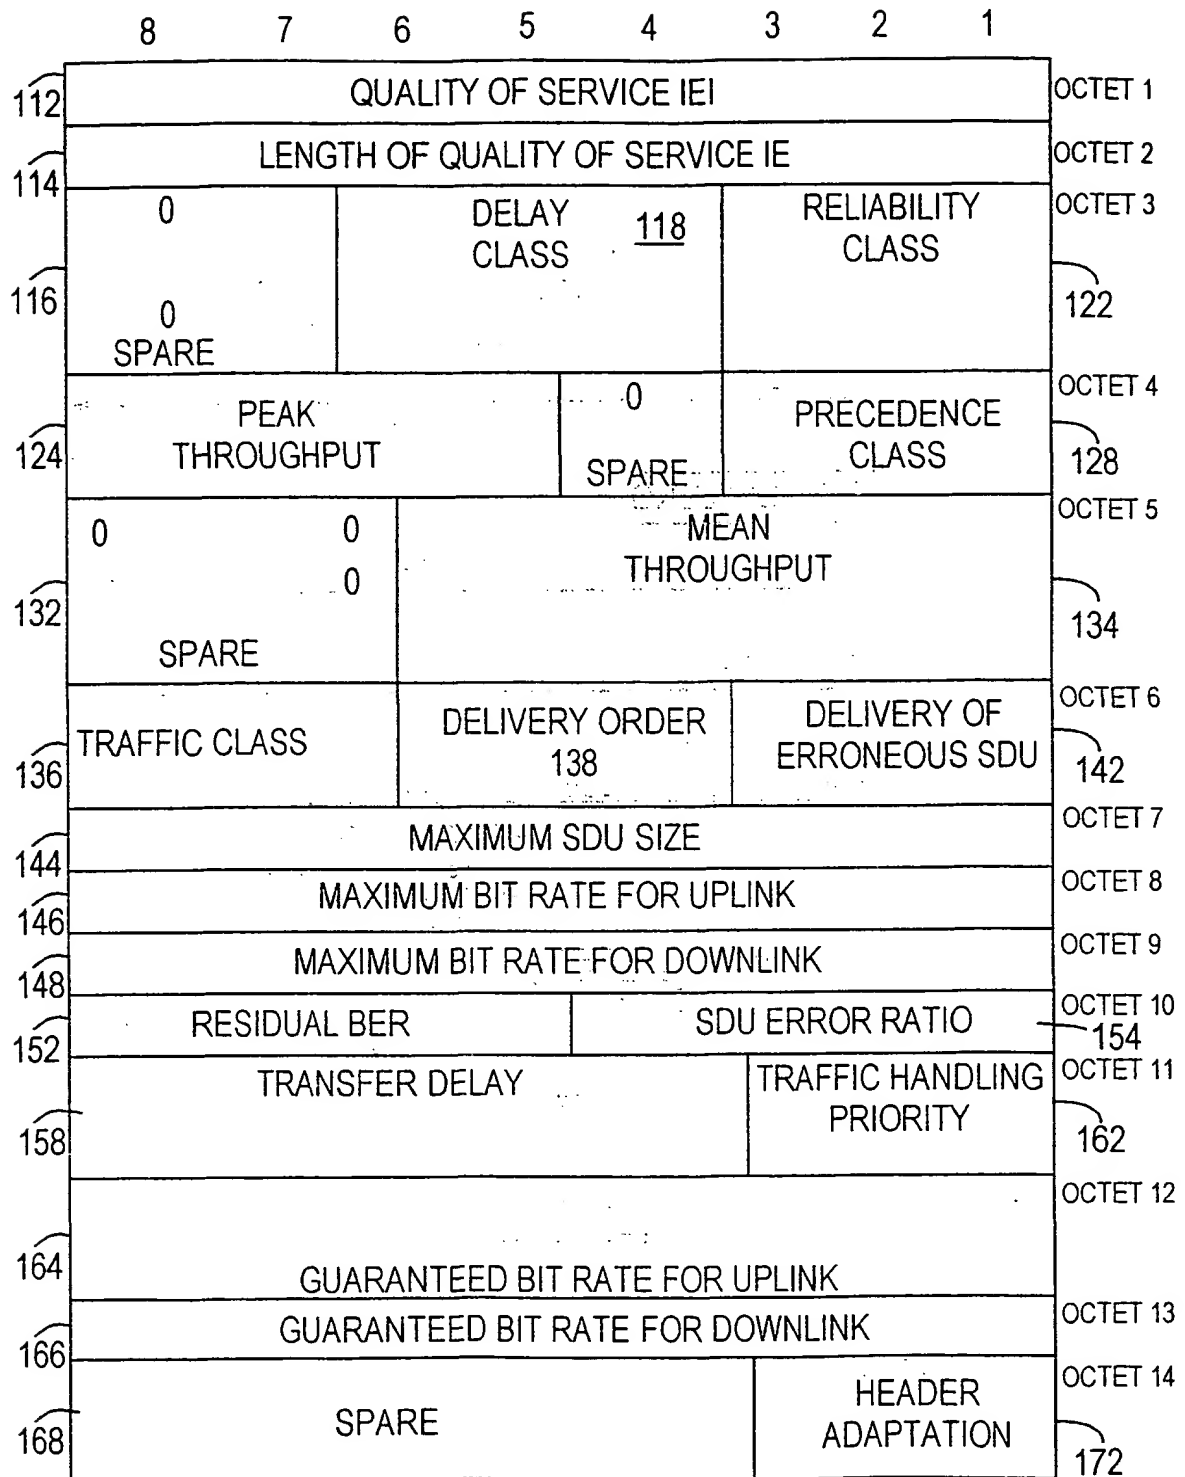 8 7 6 5 4 3 2 1
112 QUALITY OF SERVICE IEI OCTET 1
114 LENGTH OF QUALITY OF SERVICE IE OCTET 2
0 DELAY CLASS 118 RELIABILITY CLASS OCTET 3
116 0 122
SPARE
PEAK THROUGHPUT 0 PRECEDENCE CLASS OCTET 4
124 SPARE 128
0 0 MEAN THROUGHPUT OCTET 5
0
132 134
SPARE
TRAFFIC CLASS DELIVERY ORDER DELIVERY OF ERRONEOUS SDU OCTET 6
136 138 142
144 MAXIMUM SDU SIZE OCTET 7
146 MAXIMUM BIT RATE FOR UPLINK OCTET 8
148 MAXIMUM BIT RATE FOR DOWNLINK OCTET 9
152 RESIDUAL BER SDU ERROR RATIO OCTET 10
154
TRANSFER DELAY TRAFFIC HANDLING PRIORITY OCTET 11
158 162
OCTET 12
164 GUARANTEED BIT RATE FOR UPLINK
166 GUARANTEED BIT RATE FOR DOWNLINK OCTET 13
168 SPARE HEADER ADAPTATION OCTET 14
172